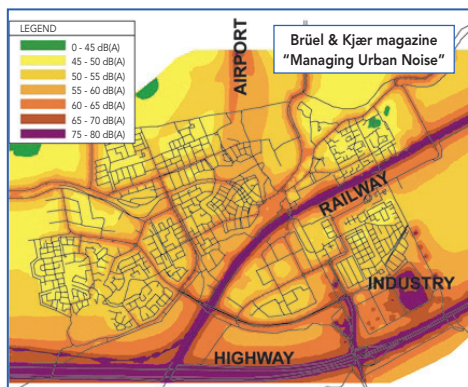 LEGEND
0 - 45 dB(A)
45 - 50 dB(A)
50 - 55 dB(A)
55 - 60 dB(A)
60 - 65 dB(A)
65 - 70 dB(A)
75 - 80 dB(A)
Brüel & Kjær magazine
“Managing Urban Noise”
AIRPORT
RAILWAY
INDUSTRY
HIGHWAY